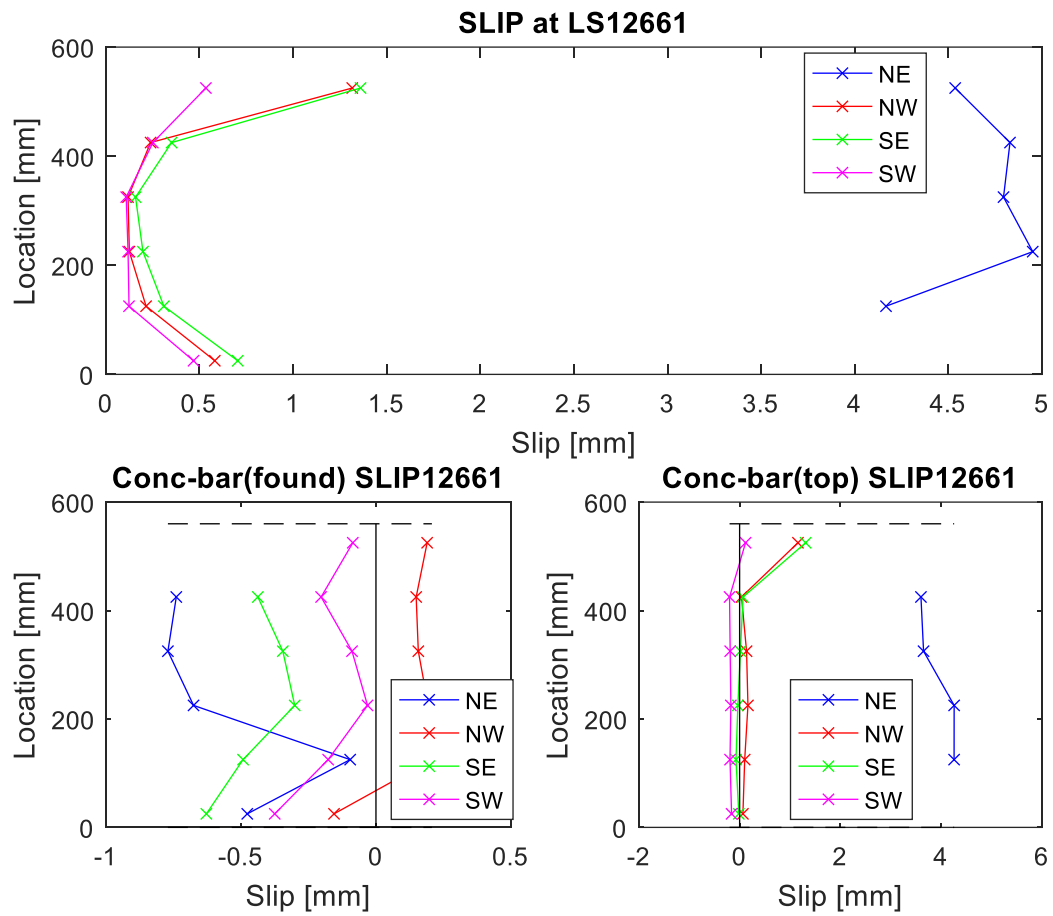 SLIP at LS12661
600
400
200
0
Location [mm]
0
0.5
1
1.5
2
2.5
3
3.5
4
4.5
5
Slip [mm]
NE
NW
SE
SW
Conc-bar(found) SLIP12661
600
400
200
0
Location [mm]
-1
-0.5
0
0.5
Slip [mm]
NE
NW
SE
SW
Conc-bar(top) SLIP12661
600
400
200
0
Location [mm]
-2
0
2
4
6
Slip [mm]
NE
NW
SE
SW